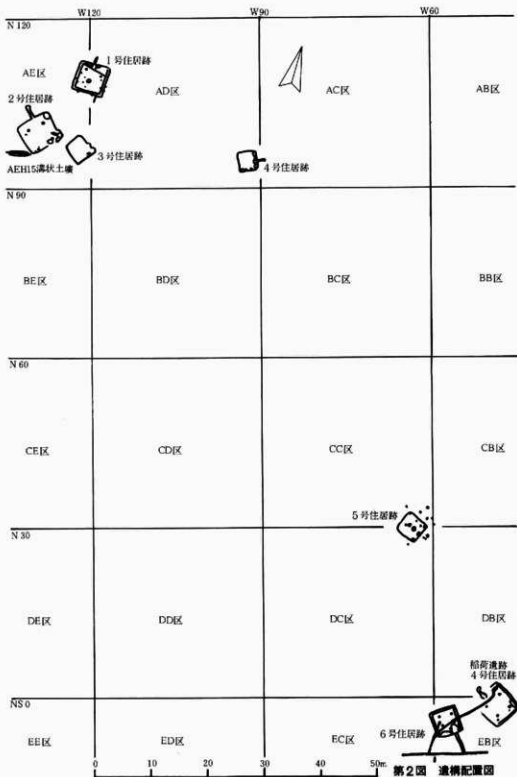 W120
W90
W60
N 120
AE区
1号住居跡
AD区
AC区
AB区
2号住居跡
3号住居跡
4号住居跡
AEH15溝状土壙
N 90
BE区
BD区
BC区
BB区
N 60
CE区
CD区
CC区
CB区
5号住居跡
N 30
DE区
DD区
DC区
DB区
稲荷遺跡
4号住居跡
NS 0
6号住居跡
EE区
ED区
EC区
EB区
0 10 20 30 40 50m
第2図 遺構配置図